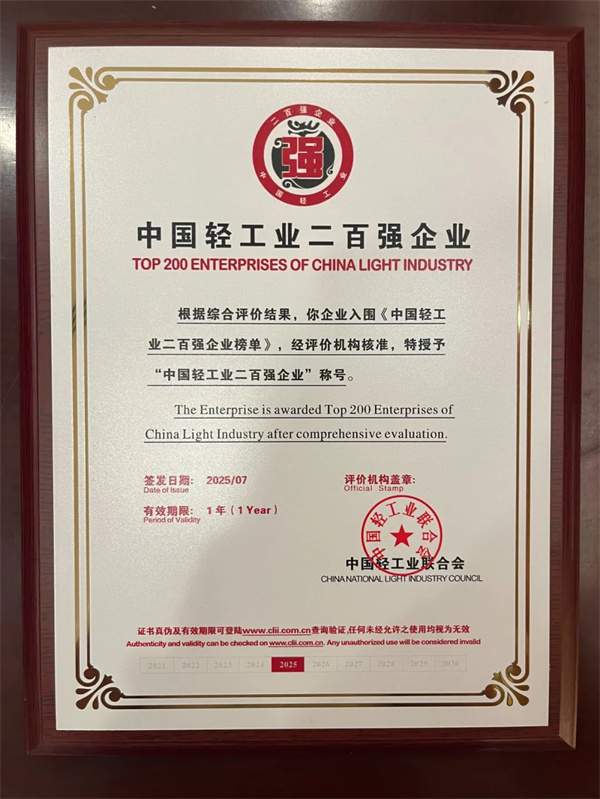 二百强企业
强
中国轻工业
中国轻工业二百强企业
TOP 200 ENTERPRISES OF CHINA LIGHT INDUSTRY
根据综合评价结果，你企业入围《中国轻工
业二百强企业榜单》，经评价机构核准，特授予
“中国轻工业二百强企业”称号。
The Enterprise is awarded Top 200 Enterprises of
China Light Industry after comprehensive evaluation.
签发日期： 2025/07
Date of Issue
评价机构盖章：
Official Stamp
有效期限： 1 年（1 Year）
Period of Validity
中国轻工业联合会
中国轻工业联合会
CHINA NATIONAL LIGHT INDUSTRY COUNCIL
证书真伪及有效期限可登陆www.clii.com.cn查询验证,任何未经允许之使用均视为无效
Authenticity and validity can be checked on www.clii.com.cn. Any unauthorized use will be considered invalid
2021 2022 2023 2024 2025 2026 2027 2028 2029 2030